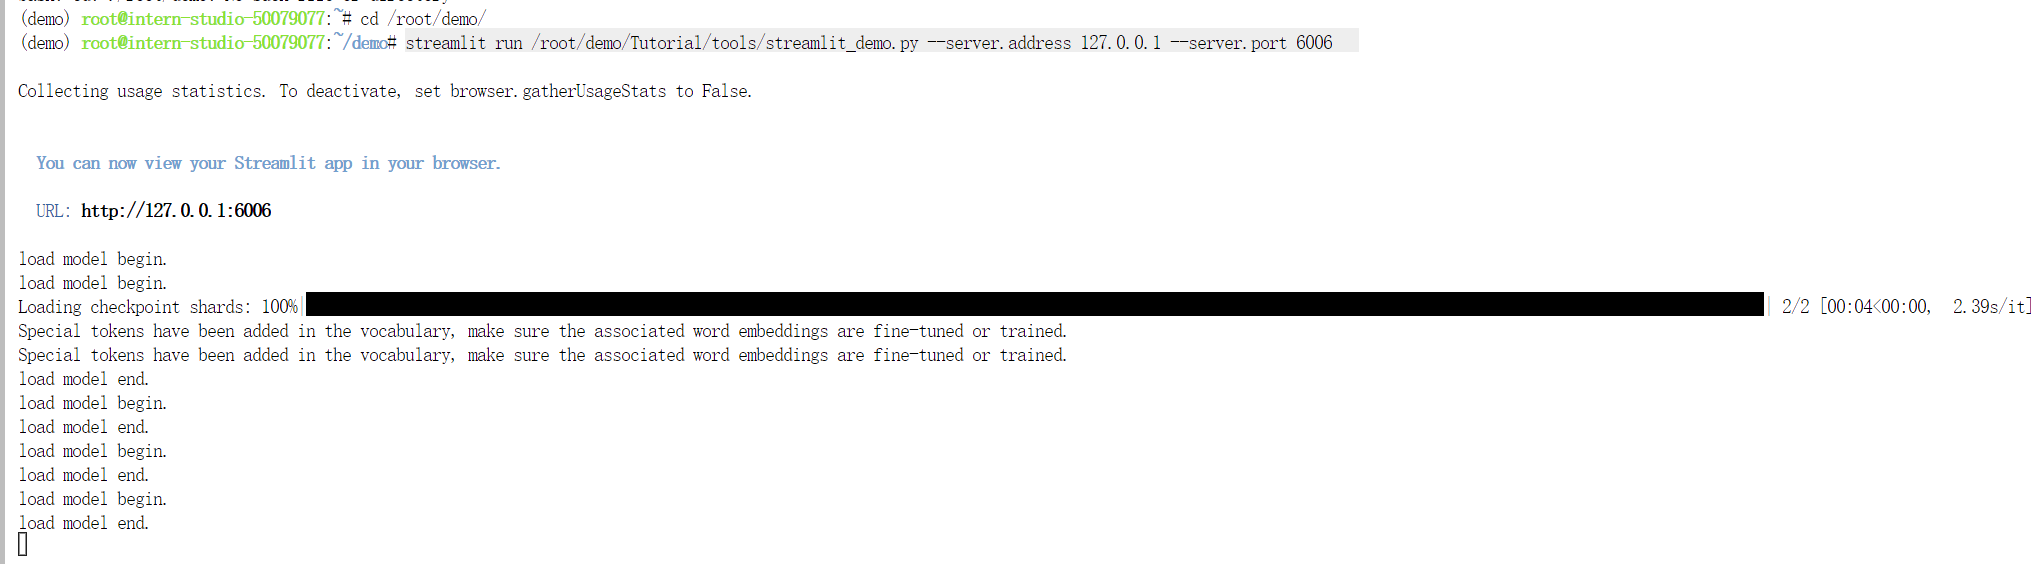 (demo) root@intern-studio-50079077:~# cd /root/demo/
(demo) root@intern-studio-50079077:~/demo# streamlit run /root/demo/Tutorial/tools/streamlit_demo.py --server.address 127.0.0.1 --server.port 6006
Collecting usage statistics. To deactivate, set browser.gatherUsageStats to False.
You can now view your Streamlit app in your browser.
URL: http://127.0.0.1:6006
load model begin.
load model begin.
Loading checkpoint shards: 100%| | 2/2 [00:04<00:00, 2.39s/it]
Special tokens have been added in the vocabulary, make sure the associated word embeddings are fine-tuned or trained.
Special tokens have been added in the vocabulary, make sure the associated word embeddings are fine-tuned or trained.
load model end.
load model begin.
load model end.
load model begin.
load model end.
load model begin.
load model end.